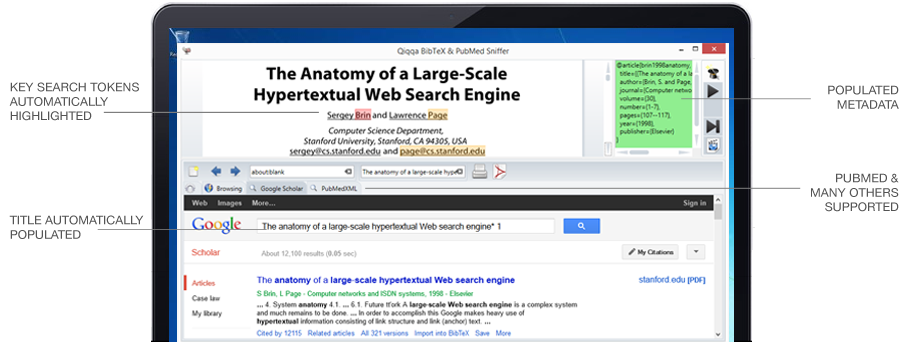 Qiqqa BibTeX & PubMed Sniffer
The Anatomy of a Large-Scale
Hypertextual Web Search Engine
Sergey Brin and Lawrence Page
Computer Science Department,
Stanford University, Stanford, CA 94305, USA
sergey@cs.stanford.edu and page@cs.stanford.edu
@article{brin1998anatomy,
title={{The anatomy of a la
author={Brin, S. and Page,
journal={Computer netwo
volume={30},
number={1-7},
pages={107--117},
year={1998},
publisher={Elsevier}
}
KEY SEARCH TOKENS
AUTOMATICALLY
HIGHLIGHTED
POPULATED
METADATA
about:blank
The anatomy of a large-scale hype
Browsing
Google Scholar
PubMedXML
PUBMED &
MANY OTHERS
SUPPORTED
Web Images More...
Sign in
TITLE AUTOMATICALLY
POPULATED
Google
The anatomy of a large-scale hypertextual Web search engine* 1
Scholar
About 12,100 results (0.05 sec)
My Citations
Articles
Case law
My library
The anatomy of a large-scale hypertextual Web search engine
stanford.edu [PDF]
S Brin, L Page - Computer networks and ISDN systems, 1998 - Elsevier
... 4. System anatomy 4.1. ... 6.1. Future tf'ork A large-scale Web search engine is a complex system
and much remains to be done. ... In order to accomplish this Google makes heavy use of
hypertextual information consisting of link structure and link (anchor) text. ...
Cited by 12115 Related articles All 321 versions Import into BibTeX Save More